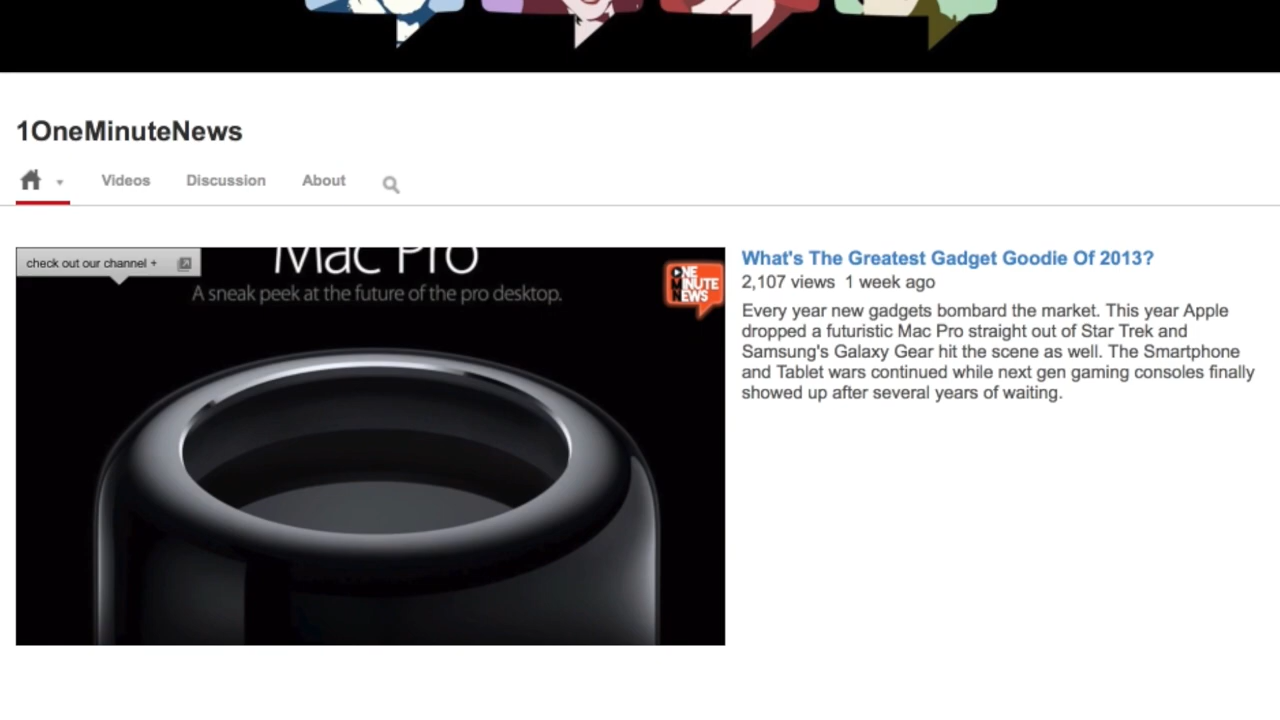 1OneMinuteNews
Videos Discussion About
check out our channel +
Mac Pro
A sneak peek at the future of the pro desktop.
ONE
MINUTE
NEWS
What's The Greatest Gadget Goodie Of 2013?
2,107 views 1 week ago
Every year new gadgets bombard the market. This year Apple
dropped a futuristic Mac Pro straight out of Star Trek and
Samsung's Galaxy Gear hit the scene as well. The Smartphone
and Tablet wars continued while next gen gaming consoles finally
showed up after several years of waiting.